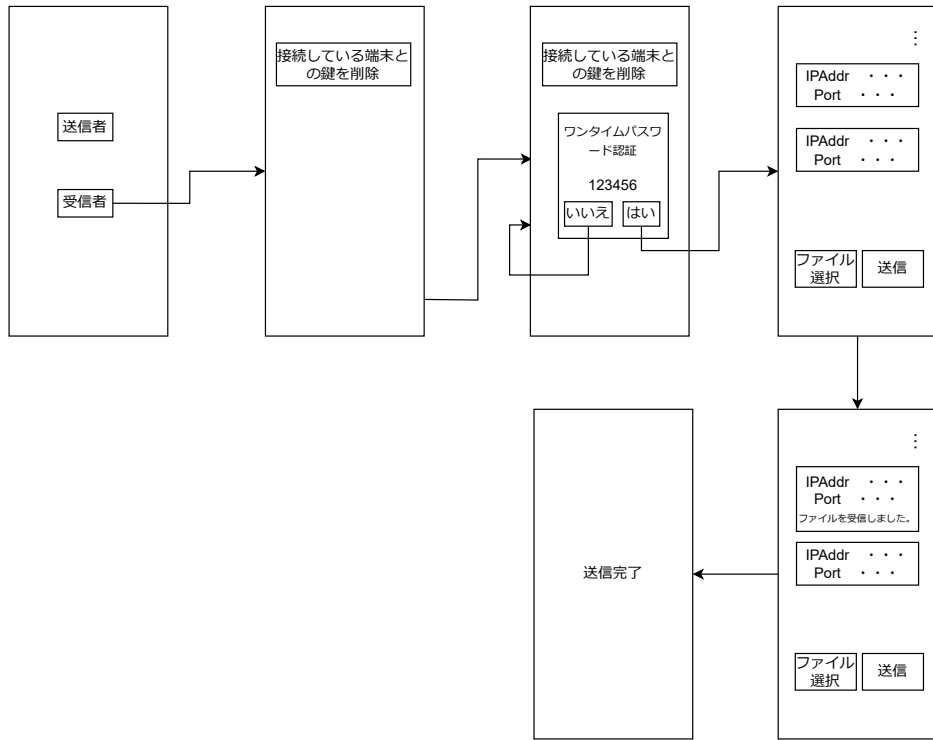 送信者
受信者
接続している端末と
の鍵を削除
接続している端末と
の鍵を削除
ワンタイムパスワ
ード認証
123456
いいえ
はい
⋮
IPAddr ・・・
Port ・・・
IPAddr ・・・
Port ・・・
ファイル
選択
送信
⋮
IPAddr ・・・
Port ・・・
ファイルを受信しました。
IPAddr ・・・
Port ・・・
ファイル
選択
送信
送信完了